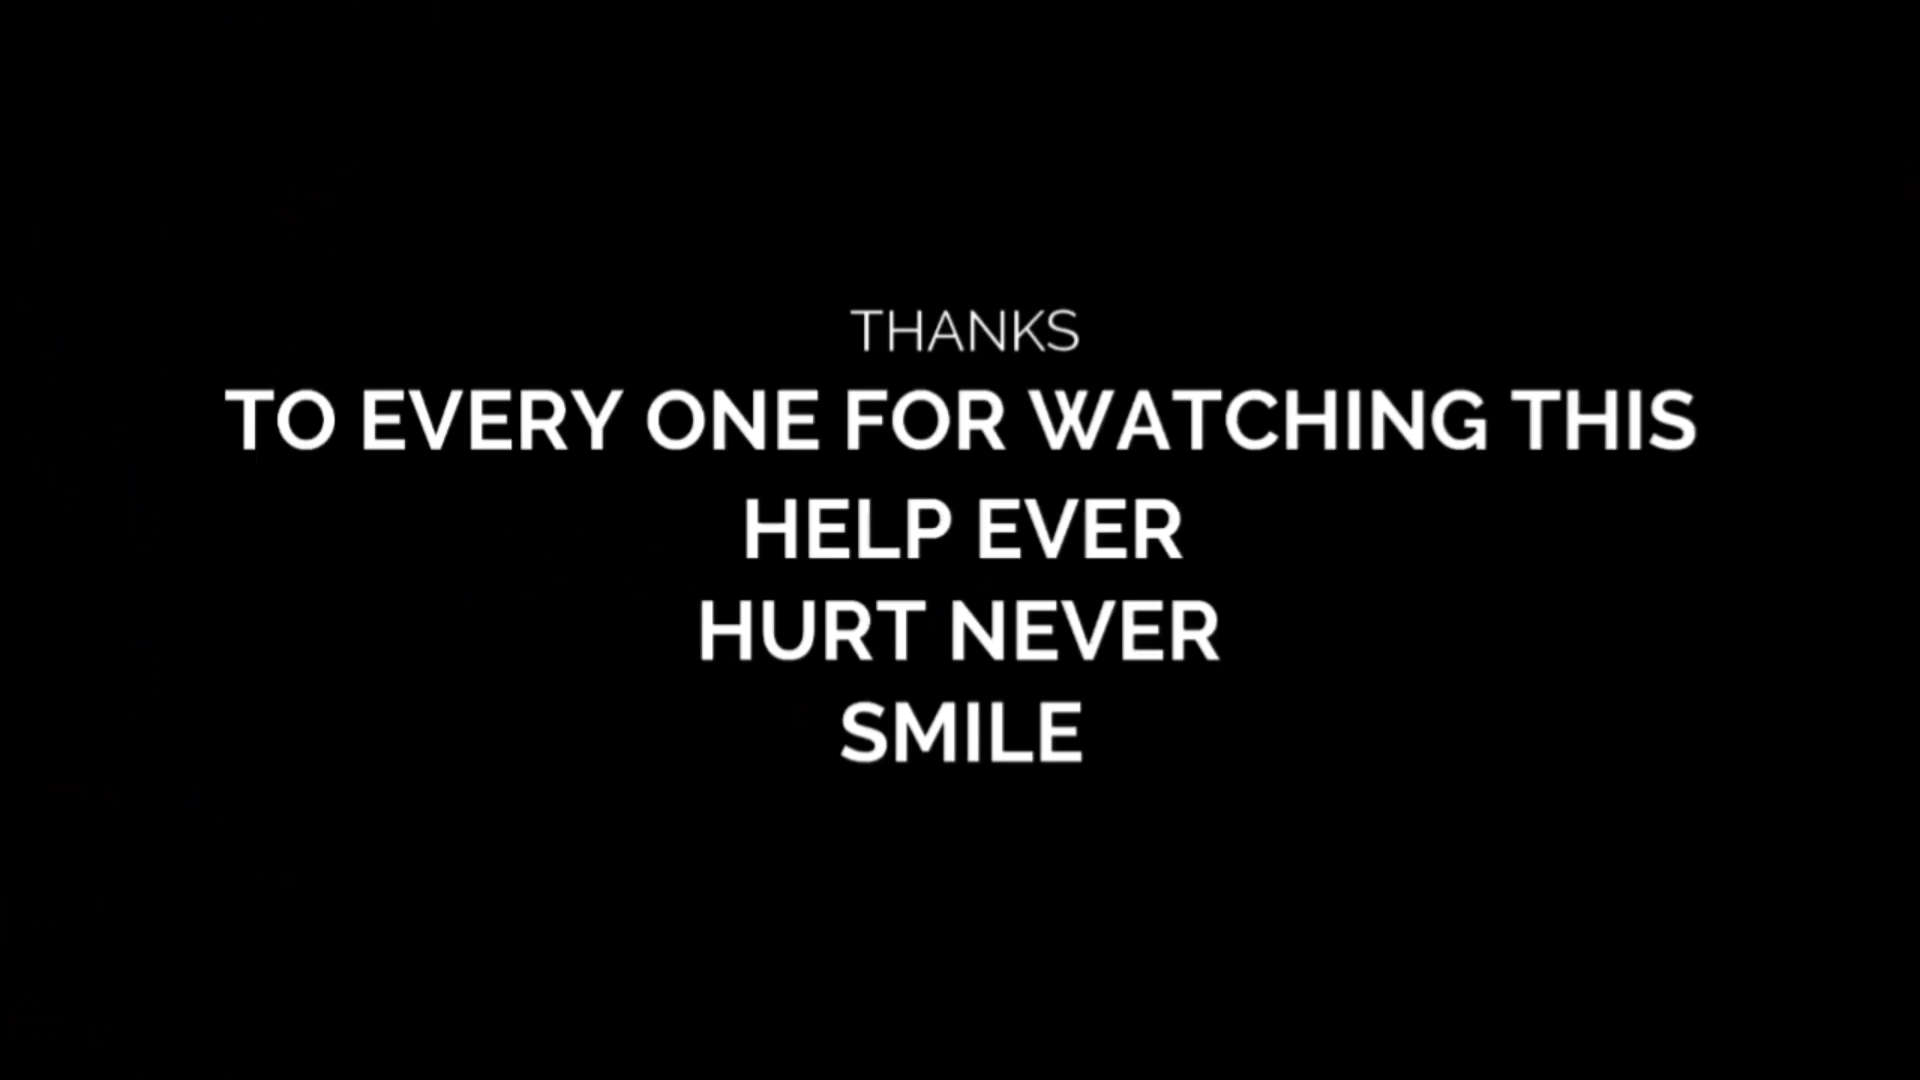 THANKS
TO EVERY ONE FOR WATCHING THIS
HELP EVER
HURT NEVER
SMILE